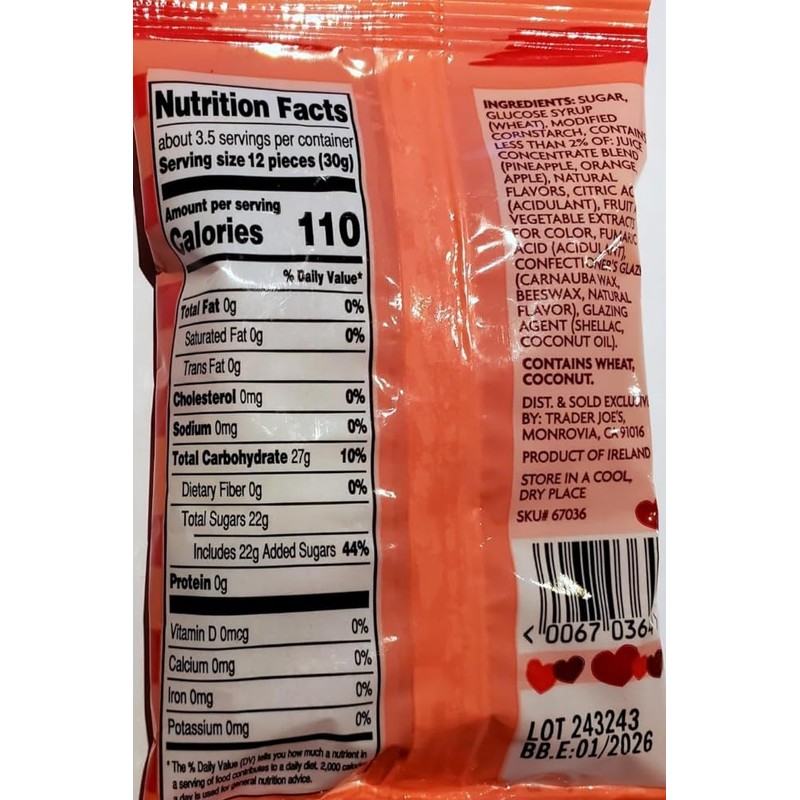 Nutrition Facts
about 3.5 servings per container
Serving size 12 pieces (30g)
Amount per serving
Calories 110
% Daily Value*
Total Fat 0g 0%
Saturated Fat 0g 0%
Trans Fat 0g
Cholesterol 0mg 0%
Sodium 0mg 0%
Total Carbohydrate 27g 10%
Dietary Fiber 0g 0%
Total Sugars 22g
Includes 22g Added Sugars 44%
Protein 0g
Vitamin D 0mcg 0%
Calcium 0mg 0%
Iron 0mg 0%
Potassium 0mg 0%
* The % Daily Value (DV) tells you how much a nutrient in
a serving of food contributes to a daily diet. 2,000
a day is used for general nutrition advice.
INGREDIENTS: SUGAR,
GLUCOSE SYRUP
(WHEAT), MODIFIED
CORNSTARCH, CONTAINS
LESS THAN 2% OF: JUICE
CONCENTRATE BLEND
(PINEAPPLE, ORANGE
APPLE), NATURAL
FLAVORS, CITRIC
(ACIDULANT), FRUIT
VEGETABLE EXTRACTS
FOR COLOR, FUMARIC
ACID (ACIDULANT),
CONFECTIONER'S
(CARNAUBA WAX,
BEESWAX, NATURAL
FLAVOR), GLAZING
AGENT (SHELLAC,
COCONUT OIL).
CONTAINS WHEAT,
COCONUT.
DIST. & SOLD
BY: TRADER JOE'S,
MONROVIA, CA 91016
PRODUCT OF IRELAND
STORE IN A COOL,
DRY PLACE
SKU# 67036
< 0067 036
LOT 243243
BB.E:01/2026